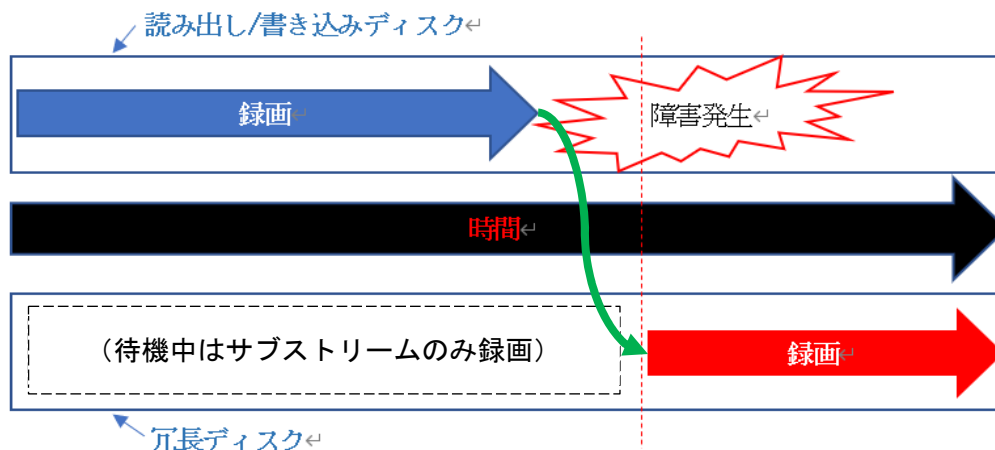 読み出し/書き込みディスク↵
録画↵
障害発生↵
時間↵
（待機中はサブストリームのみ録画）
録画↵
冗長ディスク↵